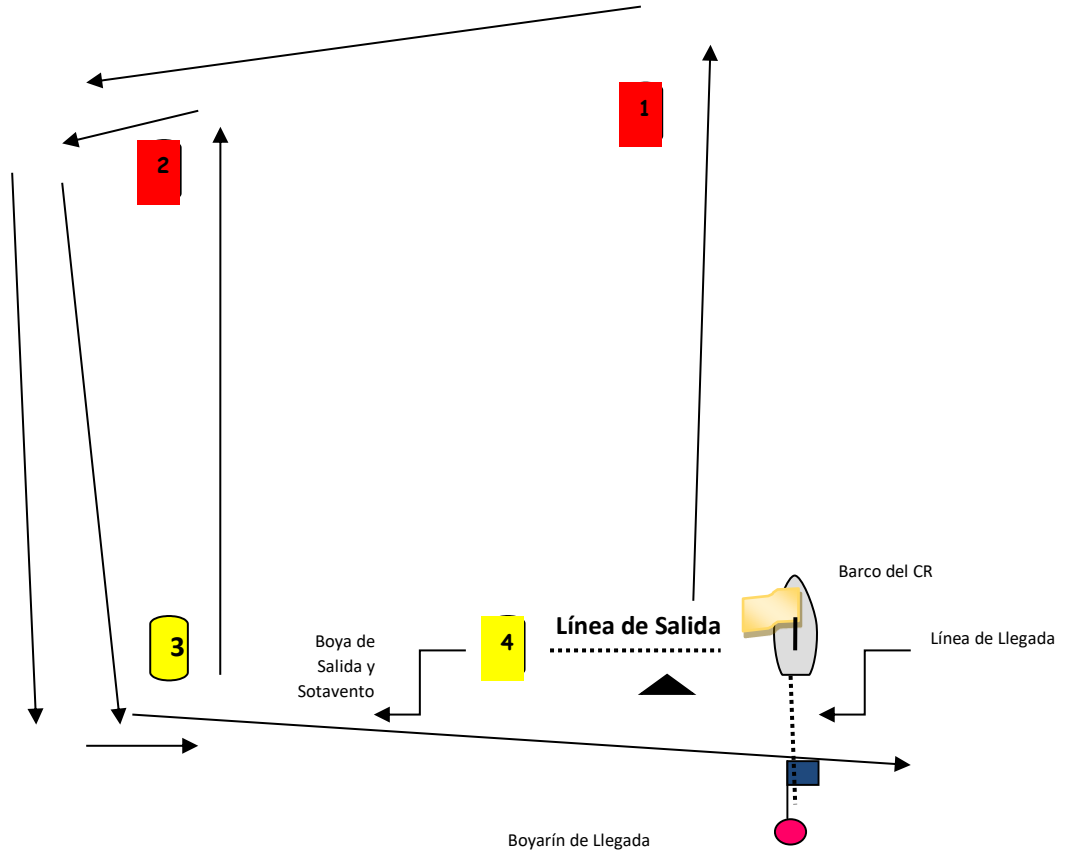 1
2
Barco del CR
3
Boya de
Salida y
Sotavento
4
Línea de Salida
Línea de Llegada
Boyarín de Llegada